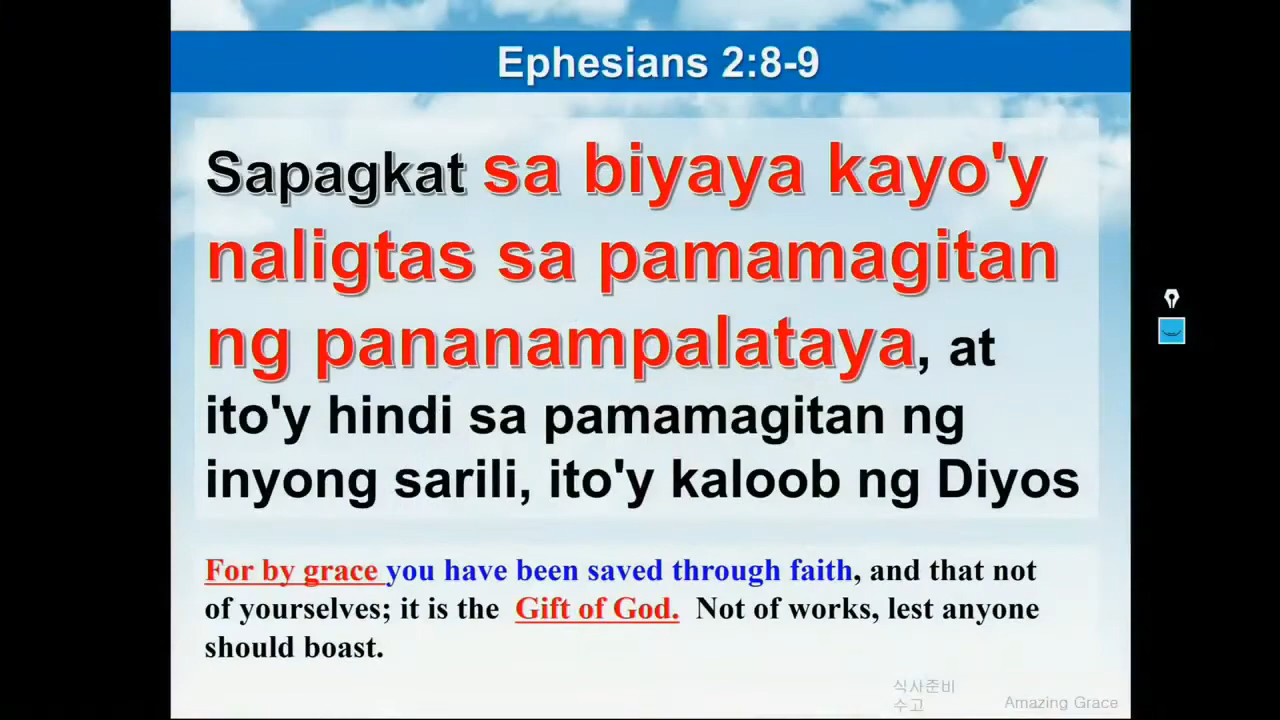 Ephesians 2:8-9
Sapagkat sa biyaya kayo'y
naligtas sa pamamagitan
ng pananampalataya, at
ito'y hindi sa pamamagitan ng
inyong sarili, ito'y kaloob ng Diyos
For by grace you have been saved through faith, and that not
of yourselves; it is the Gift of God. Not of works, lest anyone
should boast.
식사준비
수고
Amazing Grace